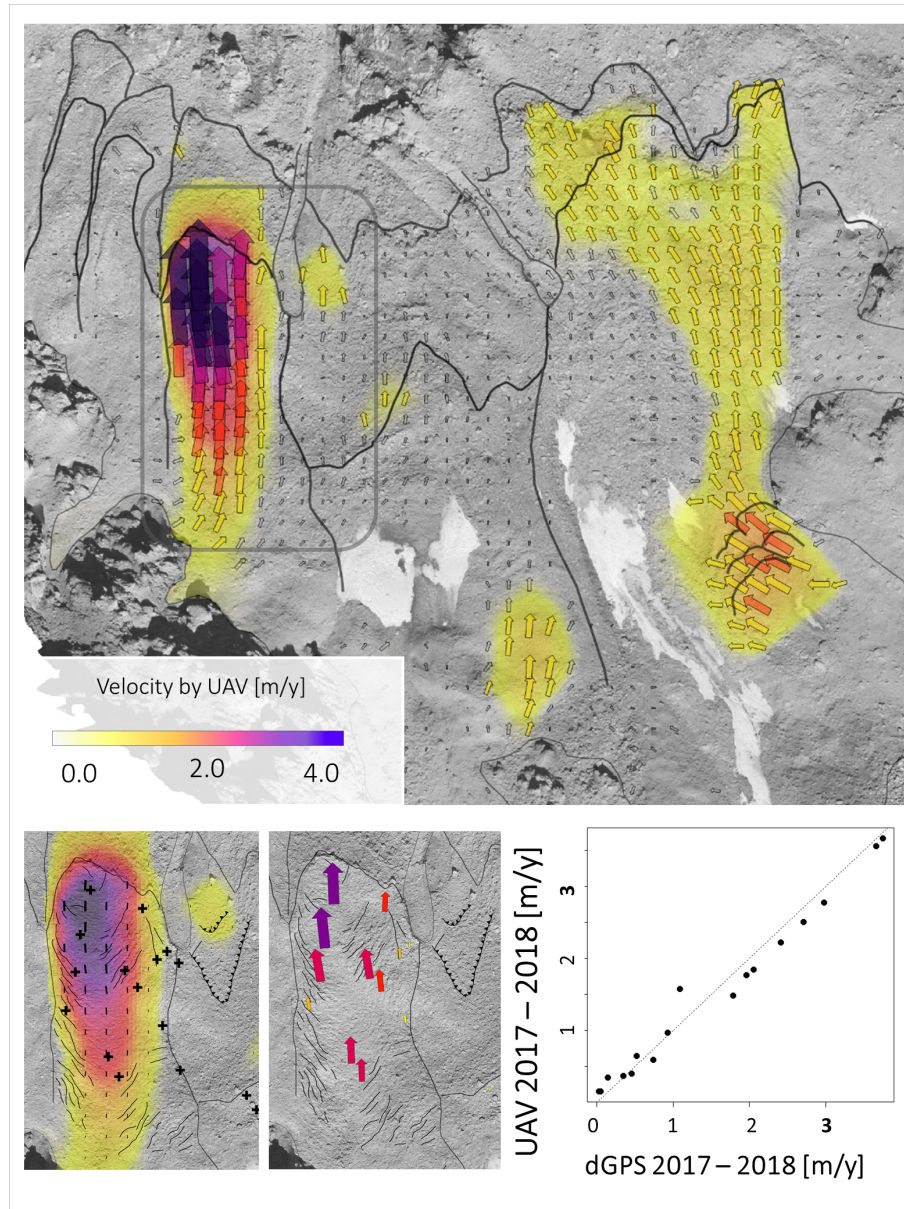 Velocity by UAV [m/y]
0.0 2.0 4.0
UAV 2017 – 2018 [m/y]
3
2
1
0 1 2 3
dGPS 2017 – 2018 [m/y]